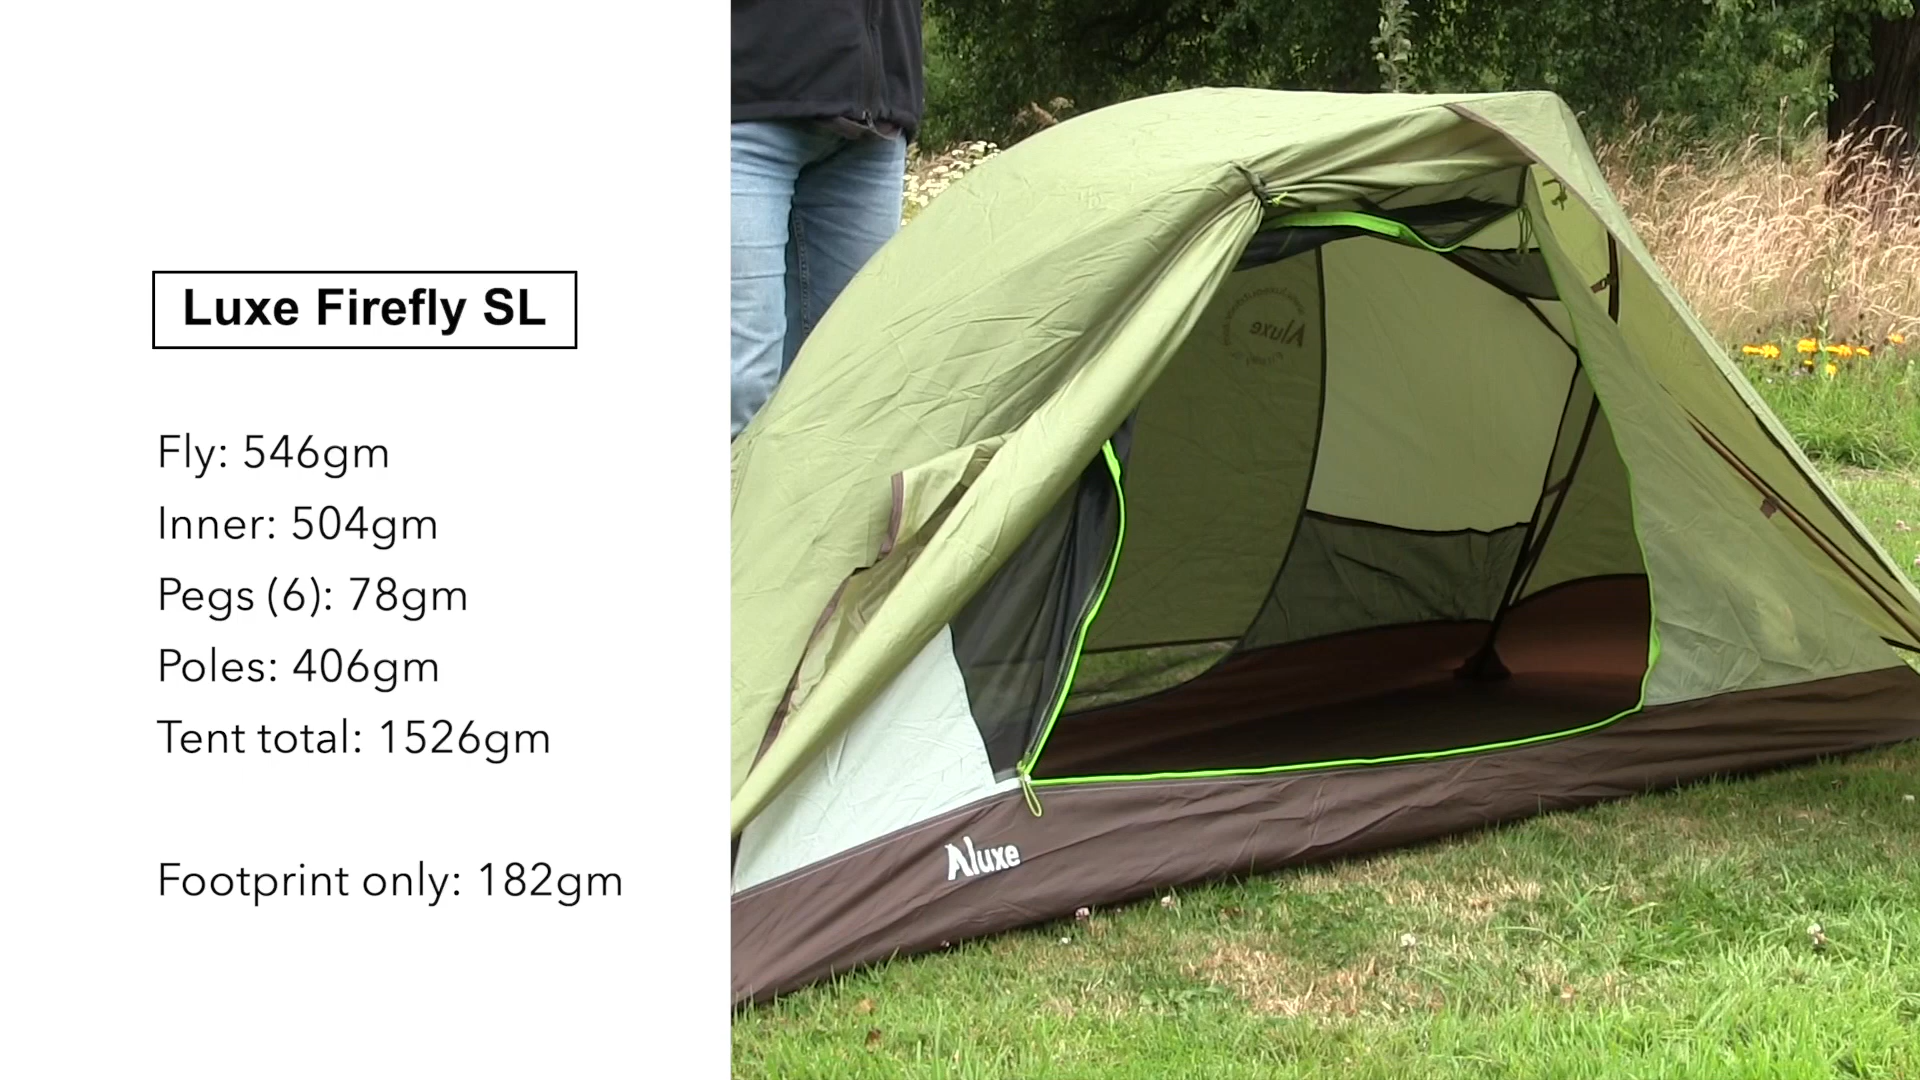 Luxe Firefly SL
Fly: 546gm
Inner: 504gm
Pegs (6): 78gm
Poles: 406gm
Tent total: 1526gm
Footprint only: 182gm
Aluxe
Aluxe